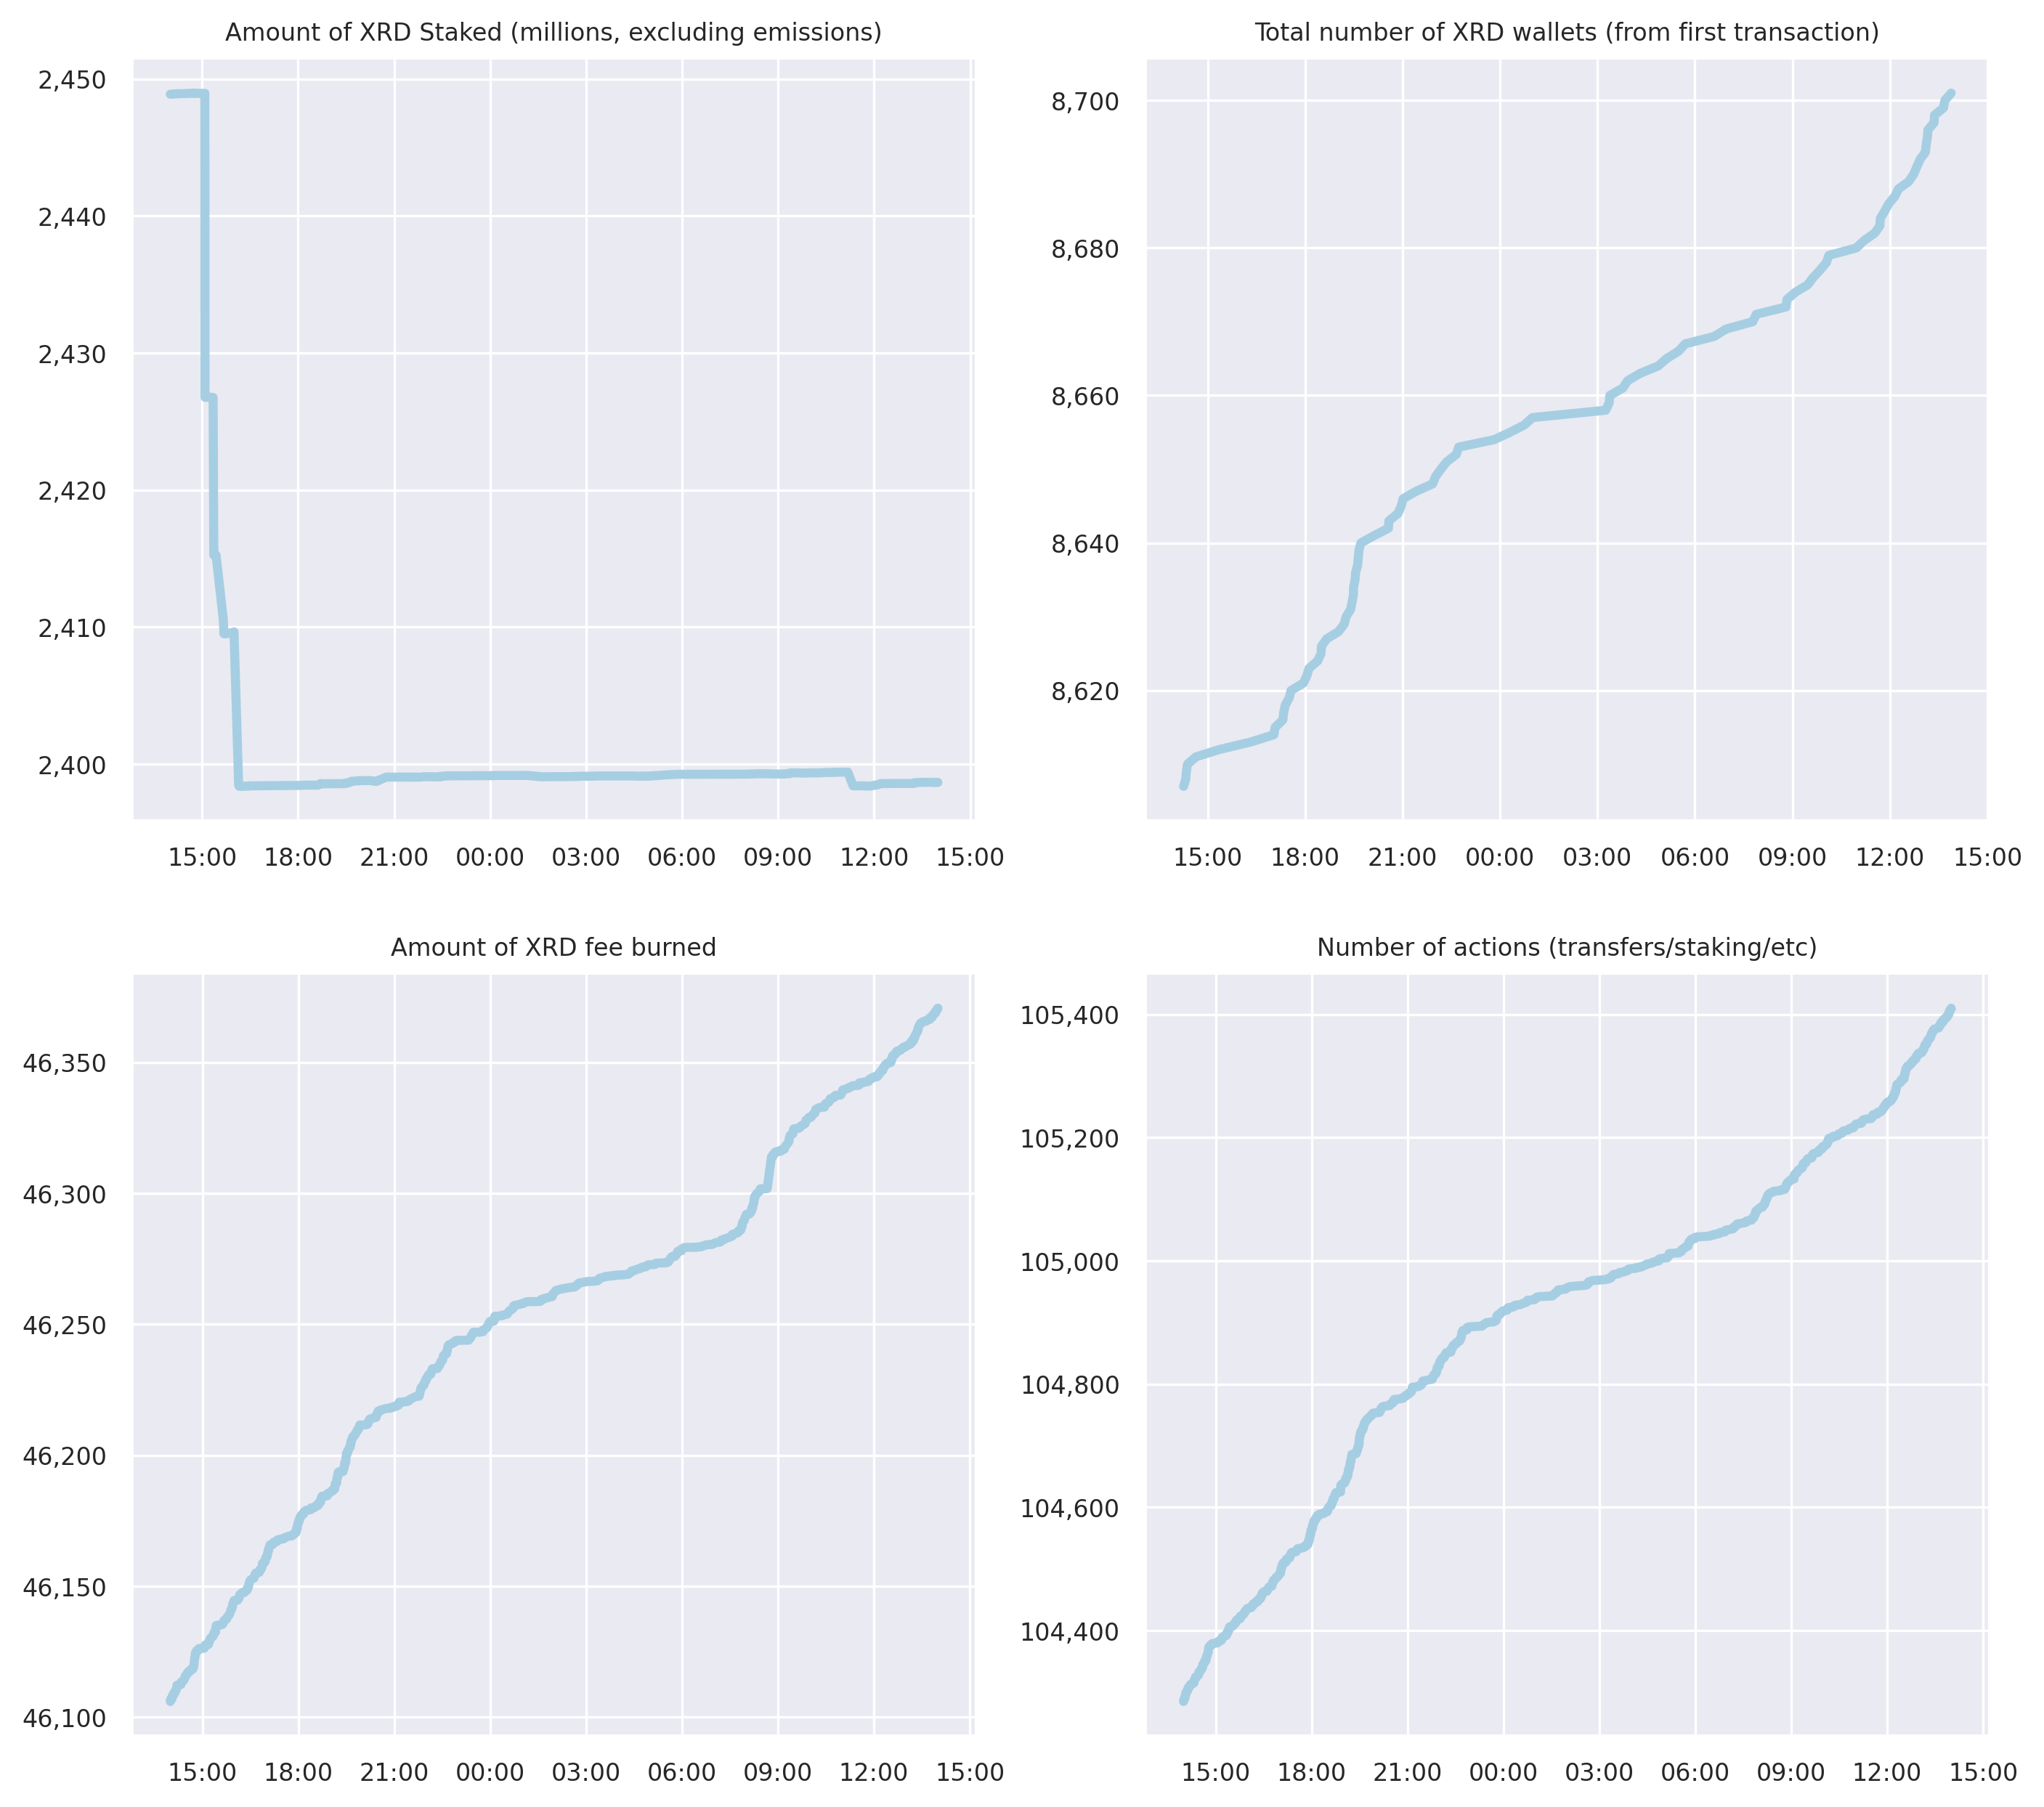 Amount of XRD Staked (millions, excluding emissions)
2,450
2,440
2,430
2,420
2,410
2,400
15:00 18:00 21:00 00:00 03:00 06:00 09:00 12:00 15:00
Total number of XRD wallets (from first transaction)
8,700
8,680
8,660
8,640
8,620
15:00 18:00 21:00 00:00 03:00 06:00 09:00 12:00 15:00
Amount of XRD fee burned
46,350
46,300
46,250
46,200
46,150
46,100
15:00 18:00 21:00 00:00 03:00 06:00 09:00 12:00 15:00
Number of actions (transfers/staking/etc)
105,400
105,200
105,000
104,800
104,600
104,400
15:00 18:00 21:00 00:00 03:00 06:00 09:00 12:00 15:00